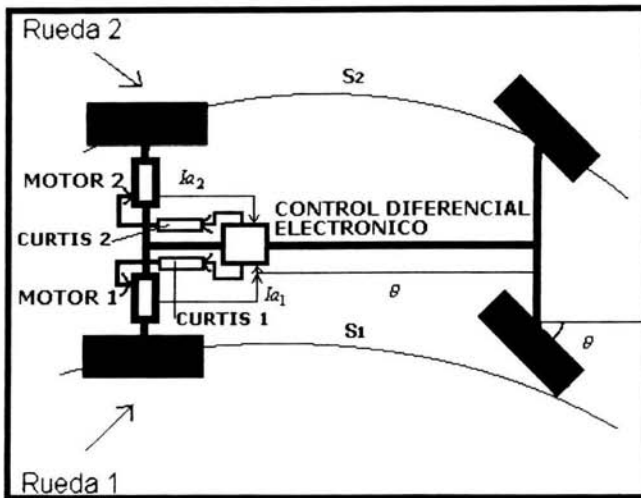 Rueda 2
S2
MOTOR 2
Ia2
CONTROL DIFERENCIAL
ELECTRONICO
CURTIS 2
MOTOR 1
Ia1
θ
CURTIS 1
θ
S1
Rueda 1